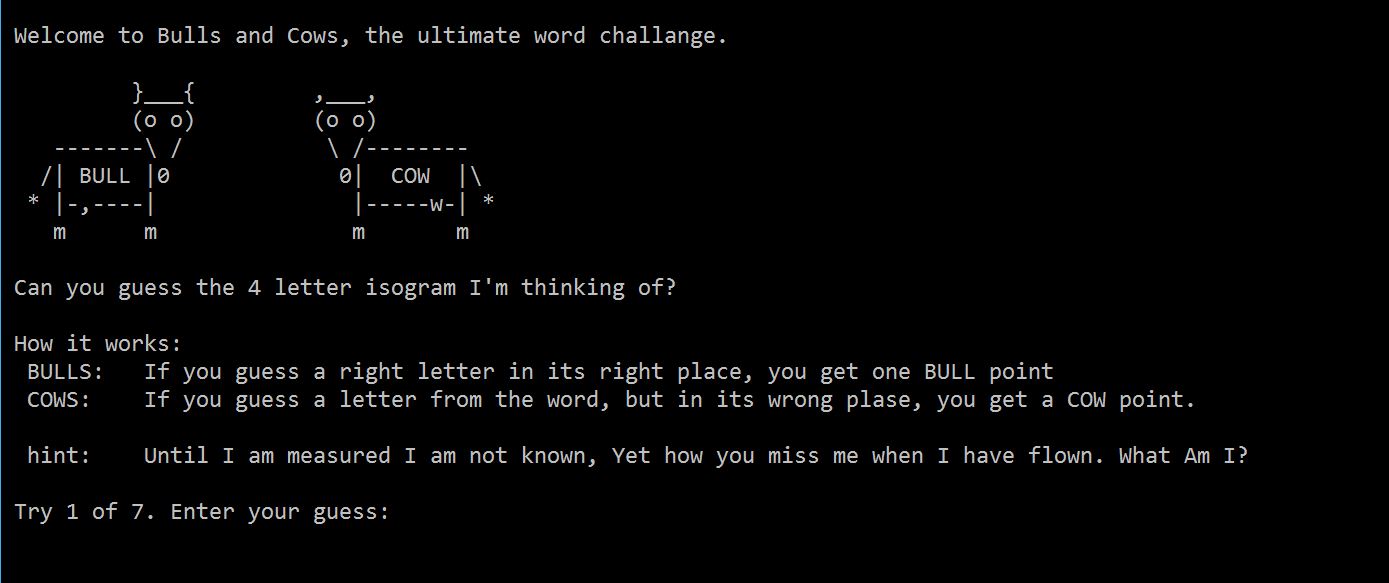 Welcome to Bulls and Cows, the ultimate word challange.
         }___{         ,___,
         (o o)         (o o)
   -------\ /           \ /--------
  /| BULL |0             0|  COW  |\
 * |-,----|               |-----w-| *
   m      m               m       m
Can you guess the 4 letter isogram I'm thinking of?
How it works:
 BULLS:   If you guess a right letter in its right place, you get one BULL point
 COWS:    If you guess a letter from the word, but in its wrong plase, you get a COW point.
 hint:    Until I am measured I am not known, Yet how you miss me when I have flown. What Am I?
Try 1 of 7. Enter your guess: